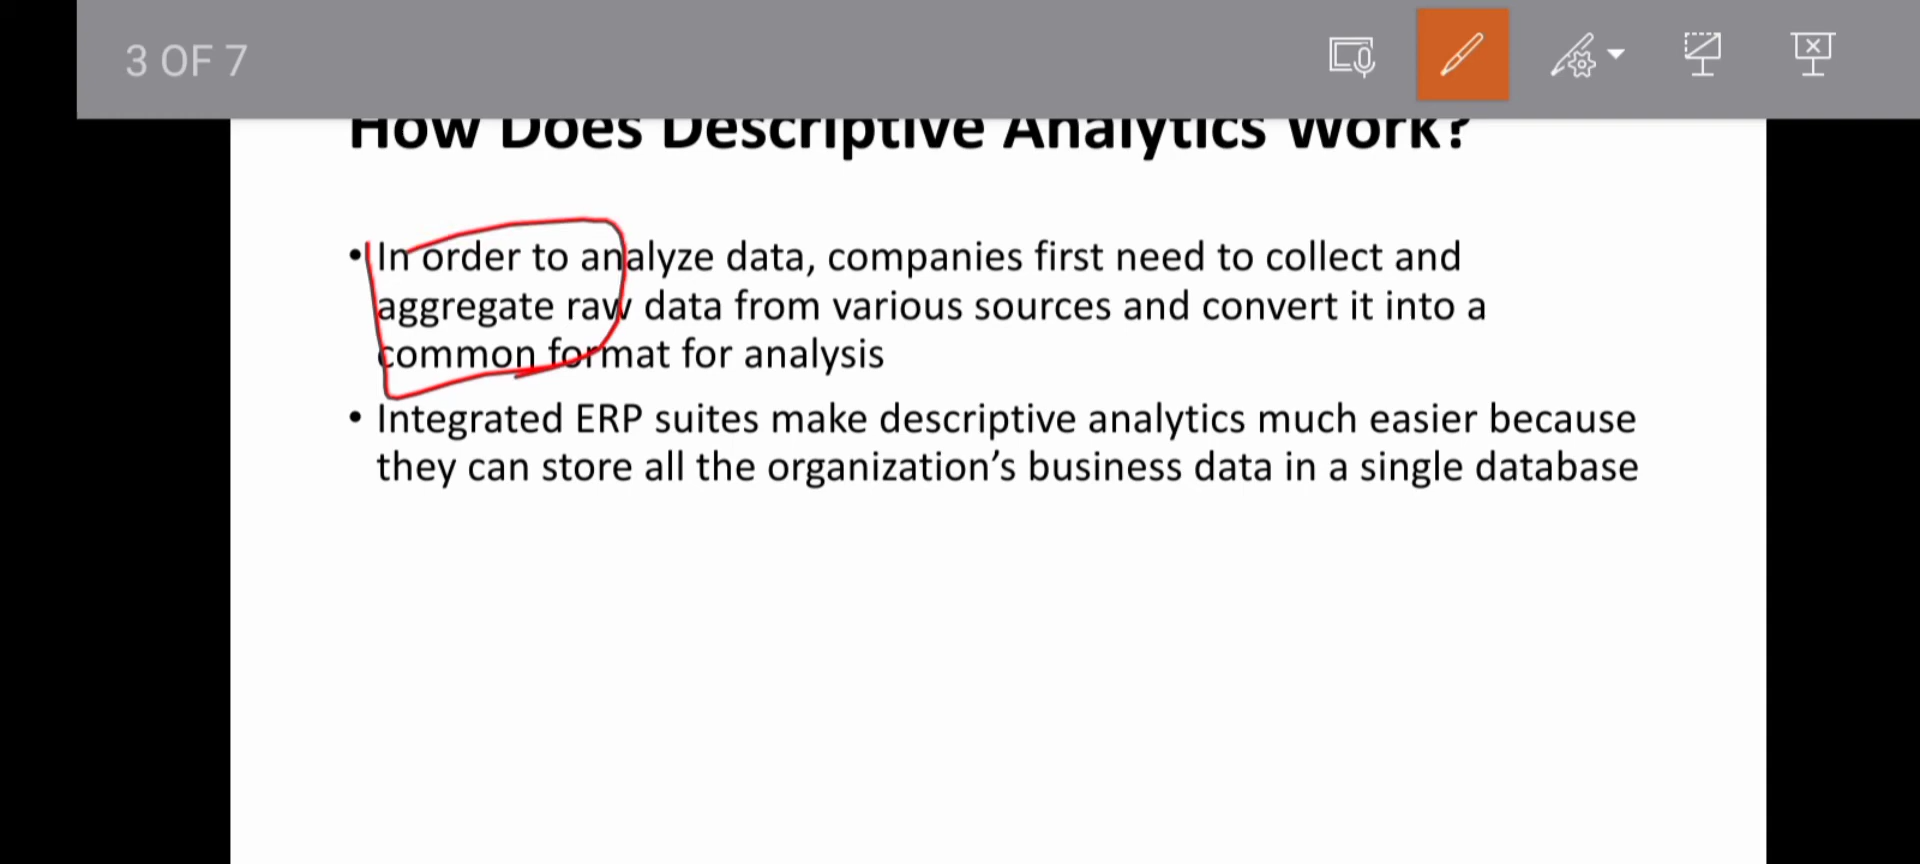 3 OF 7
How Does Descriptive Analytics Work?
• In order to analyze data, companies first need to collect and
aggregate raw data from various sources and convert it into a
common format for analysis
• Integrated ERP suites make descriptive analytics much easier because
they can store all the organization’s business data in a single database